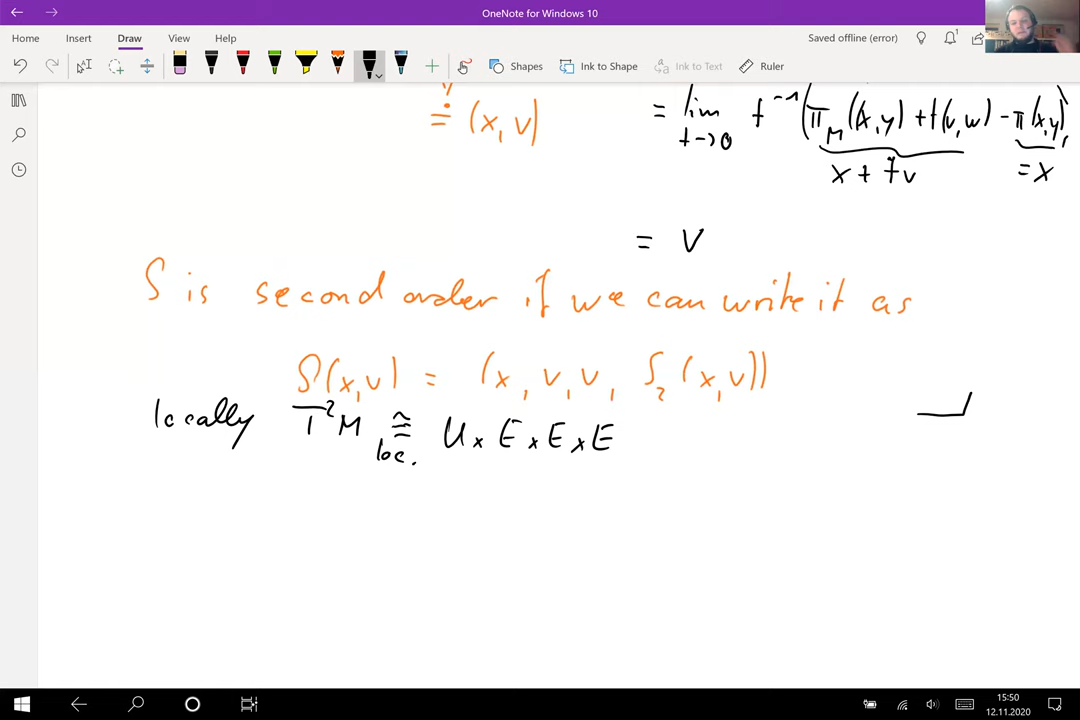 OneNote for Windows 10
Home Insert Draw View Help
Saved offline (error)
Shapes Ink to Shape Ink to Text Ruler
≐ (x, v)
= lim t→0 t⁻¹(π_M (x,y) + t(v,w) − π(x,y))
x + tv = x
= v
S is second order if we can write it as
S(x,v) = (x, v, v, S₂(x,v))
locally T²M ≅ loc. U × E × E × E
15:50
12.11.2020